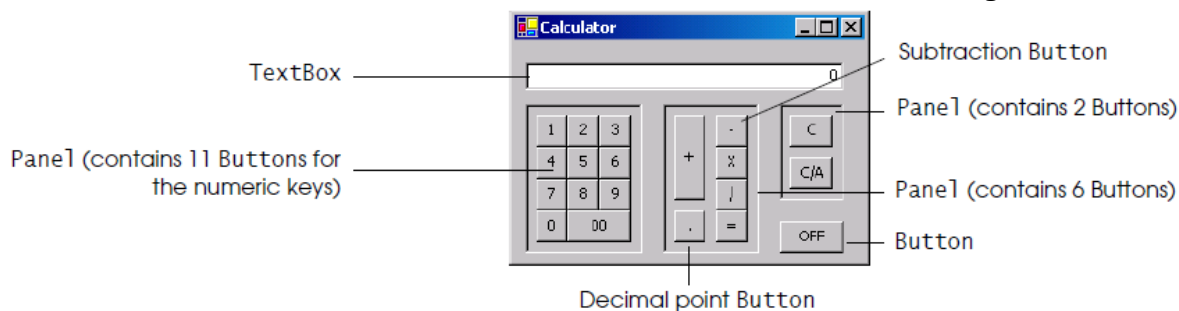 Calculator
TextBox
0
Subtraction Button
Panel (contains 2 Buttons)
Panel (contains 11 Buttons for
the numeric keys)
1 2 3
4 5 6
7 8 9
0 00
+ - X / . =
C
C/A
OFF
Panel (contains 6 Buttons)
Button
Decimal point Button